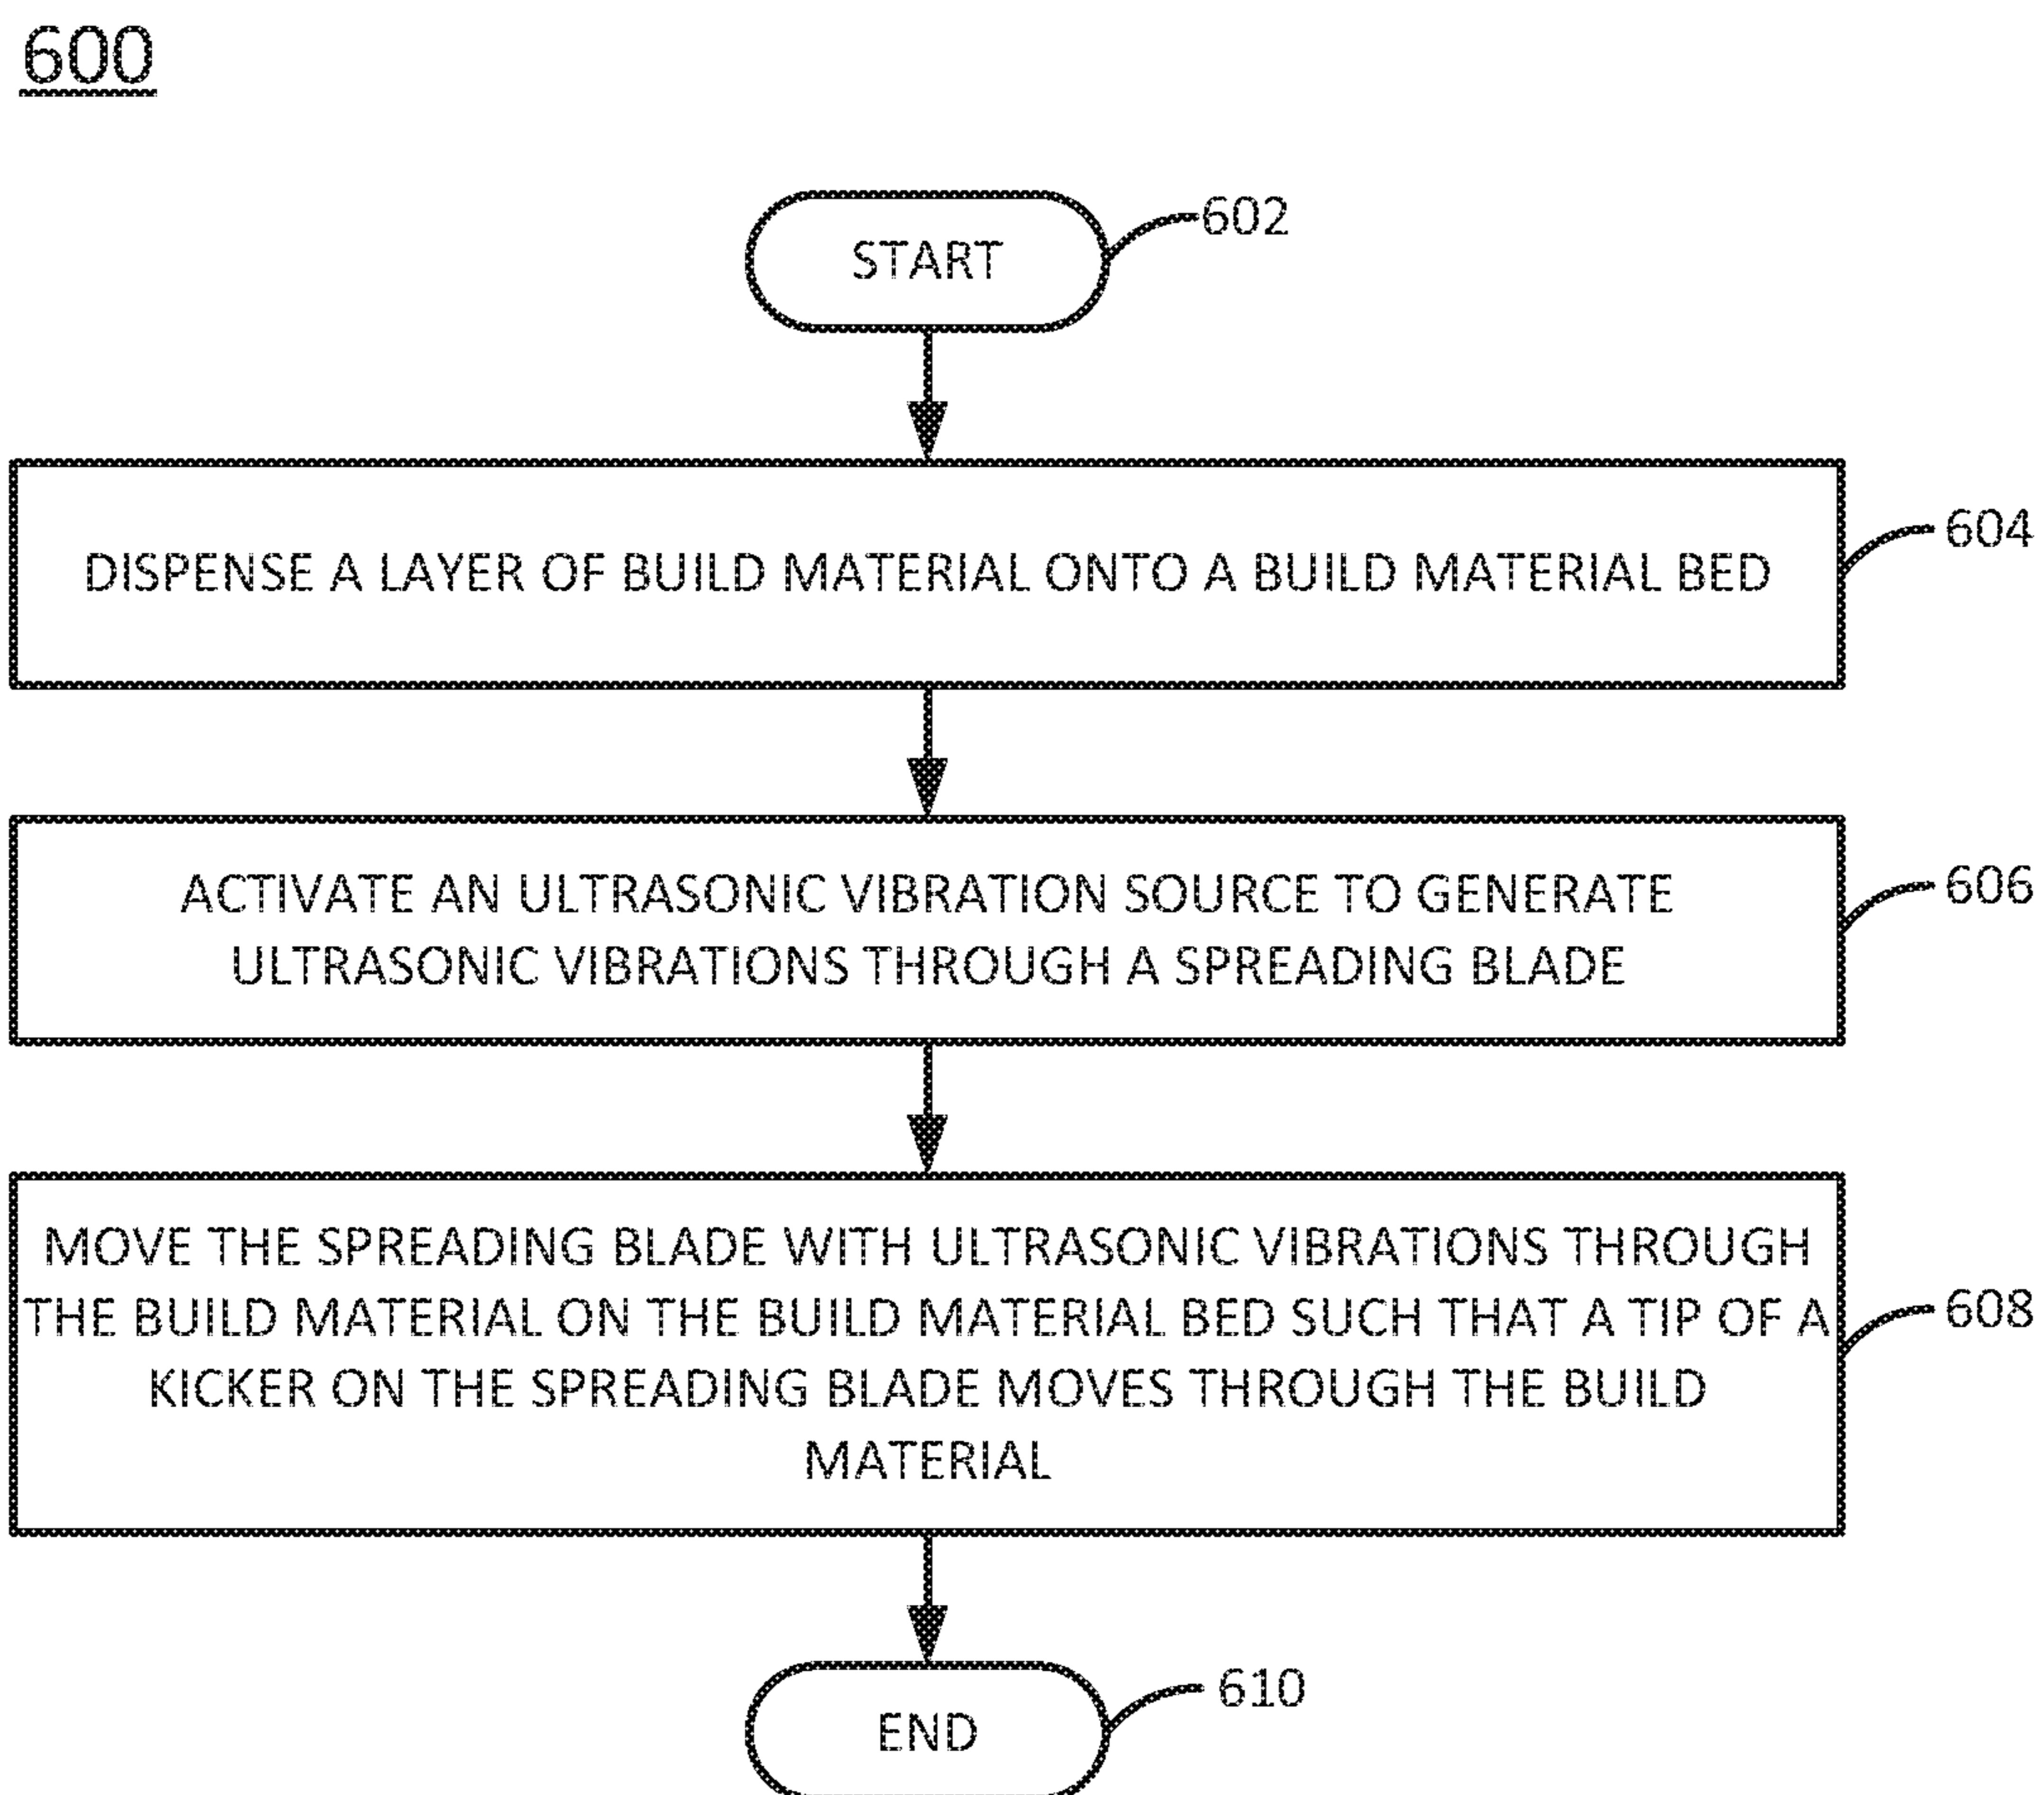 600
START
602
DISPENSE A LAYER OF BUILD MATERIAL ONTO A BUILD MATERIAL BED
604
ACTIVATE AN ULTRASONIC VIBRATION SOURCE TO GENERATE
ULTRASONIC VIBRATIONS THROUGH A SPREADING BLADE
606
MOVE THE SPREADING BLADE WITH ULTRASONIC VIBRATIONS THROUGH
THE BUILD MATERIAL ON THE BUILD MATERIAL BED SUCH THAT A TIP OF A
KICKER ON THE SPREADING BLADE MOVES THROUGH THE BUILD
MATERIAL
608
END
610